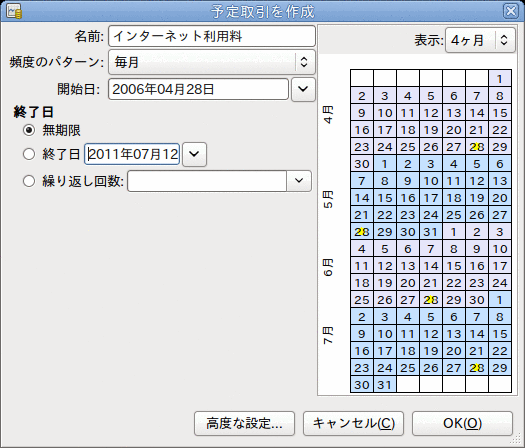 予定取引を作成
名前: インターネット利用料
頻度のパターン: 毎月
開始日: 2006年04月28日
終了日
無期限
終了日 2011年07月12
繰り返し回数:
表示: 4ヶ月
1
4月
2 3 4 5 6 7 8
9 10 11 12 13 14 15
16 17 18 19 20 21 22
23 24 25 26 27 28 29
30 1 2 3 4 5 6
5月
7 8 9 10 11 12 13
14 15 16 17 18 19 20
21 22 23 24 25 26 27
28 29 30 31 1 2 3
6月
4 5 6 7 8 9 10
11 12 13 14 15 16 17
18 19 20 21 22 23 24
25 26 27 28 29 30 1
7月
2 3 4 5 6 7 8
9 10 11 12 13 14 15
16 17 18 19 20 21 22
23 24 25 26 27 28 29
30 31
高度な設定... キャンセル(C) OK(O)